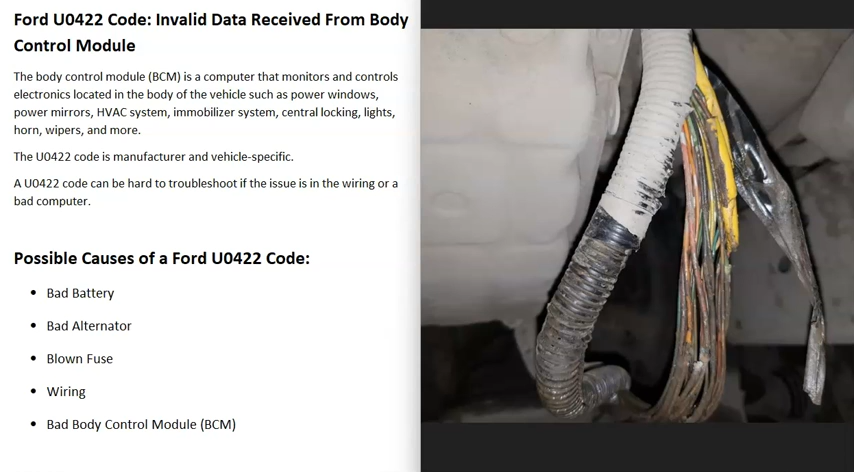 Ford U0422 Code: Invalid Data Received From Body
Control Module
The body control module (BCM) is a computer that monitors and controls
electronics located in the body of the vehicle such as power windows,
power mirrors, HVAC system, immobilizer system, central locking, lights,
horn, wipers, and more.
The U0422 code is manufacturer and vehicle-specific.
A U0422 code can be hard to troubleshoot if the issue is in the wiring or a
bad computer.
Possible Causes of a Ford U0422 Code:
• Bad Battery
• Bad Alternator
• Blown Fuse
• Wiring
• Bad Body Control Module (BCM)